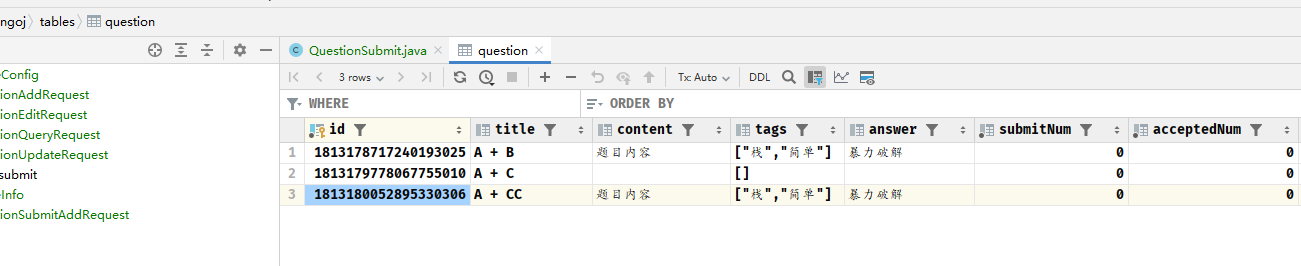 ngoj tables question
QuestionSubmit.java question
eConfig
ionAddRequest
ionEditRequest
ionQueryRequest
ionUpdateRequest
submit
eInfo
ionSubmitAddRequest
3 rows Tx: Auto DDL
WHERE ORDER BY
id title content tags answer submitNum acceptedNum
1 1813178717240193025 A + B 题目内容 ["栈","简单"] 暴力破解 0 0
2 1813179778067755010 A + C [] 0 0
3 1813180052895330306 A + CC 题目内容 ["栈","简单"] 暴力破解 0 0